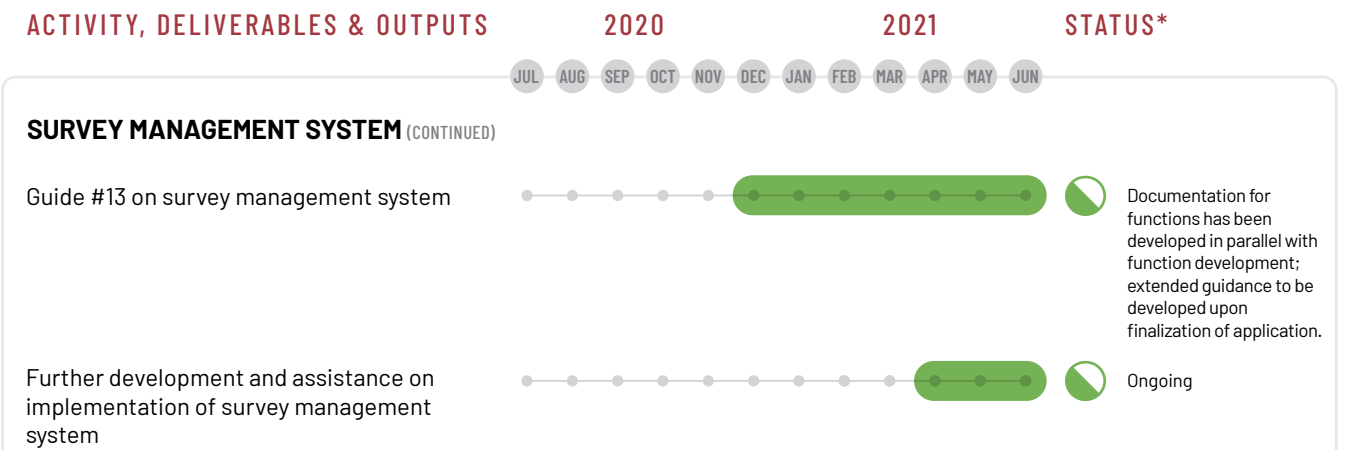 ACTIVITY, DELIVERABLES & OUTPUTS 2020 2021 STATUS*
JUL AUG SEP OCT NOV DEC JAN FEB MAR APR MAY JUN
SURVEY MANAGEMENT SYSTEM (CONTINUED)
Guide #13 on survey management system
Documentation for
functions has been
developed in parallel with
function development;
extended guidance to be
developed upon
finalization of application.
Further development and assistance on
implementation of survey management
system
Ongoing